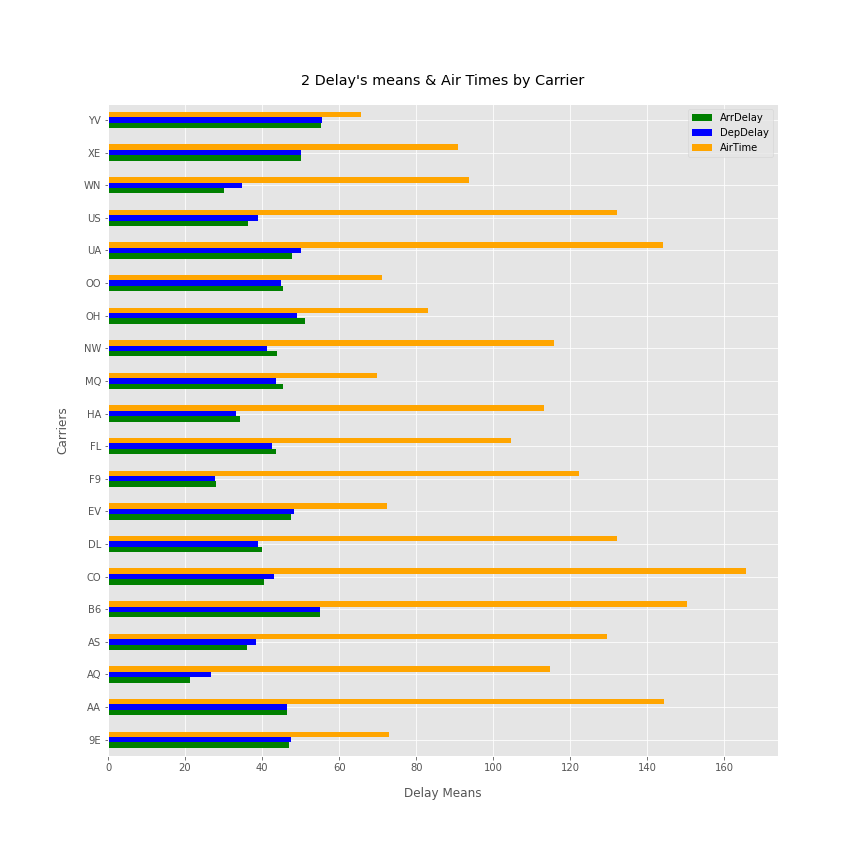 2 Delay's means & Air Times by Carrier
ArrDelay
DepDelay
AirTime
YV
XE
WN
US
UA
OO
OH
NW
MQ
HA
FL
F9
EV
DL
CO
B6
AS
AQ
AA
9E
Carriers
0 20 40 60 80 100 120 140 160
Delay Means